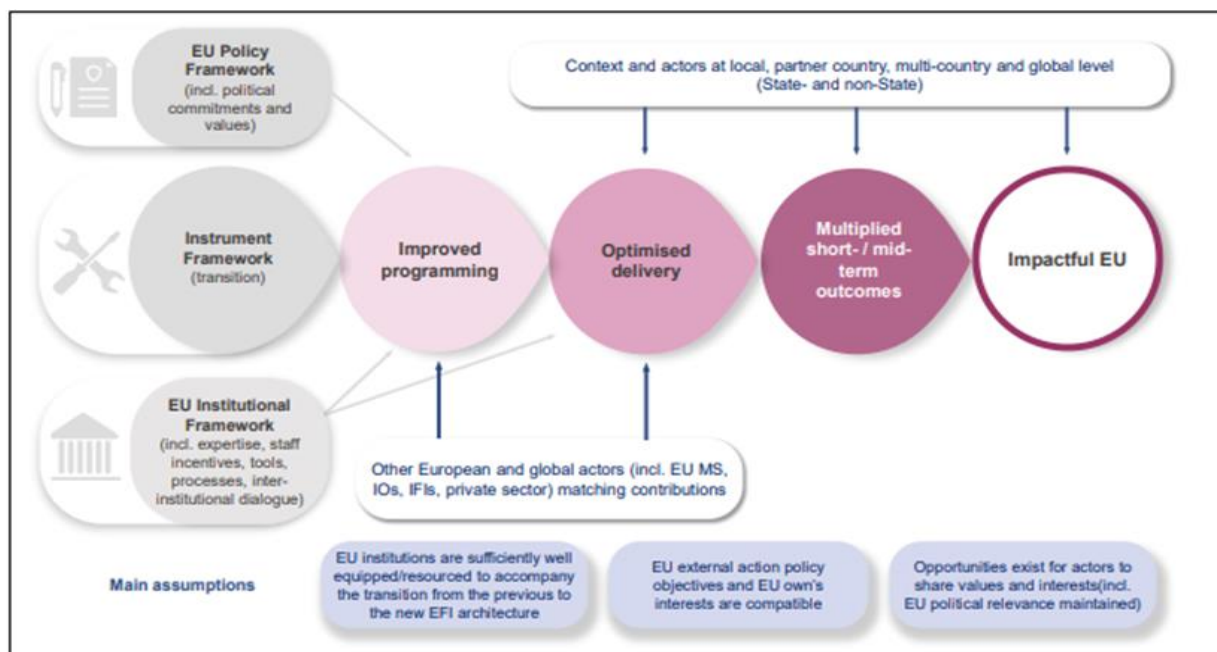 EU Policy
Framework
(incl. political
commitments and
values)
Context and actors at local, partner country, multi-country and global level
(State- and non-State)
Instrument
Framework
(transition)
Improved
programming
Optimised
delivery
Multiplied
short- / mid-
term
outcomes
Impactful EU
EU Institutional
Framework
(incl. expertise, staff
incentives, tools,
processes, inter-
institutional dialogue)
Other European and global actors (incl. EU MS,
IOs, IFIs, private sector) matching contributions
Main assumptions
EU institutions are sufficiently well
equipped/resourced to accompany
the transition from the previous to
the new EFI architecture
EU external action policy
objectives and EU own's
interests are compatible
Opportunities exist for actors to
share values and interests(incl.
EU political relevance maintained)